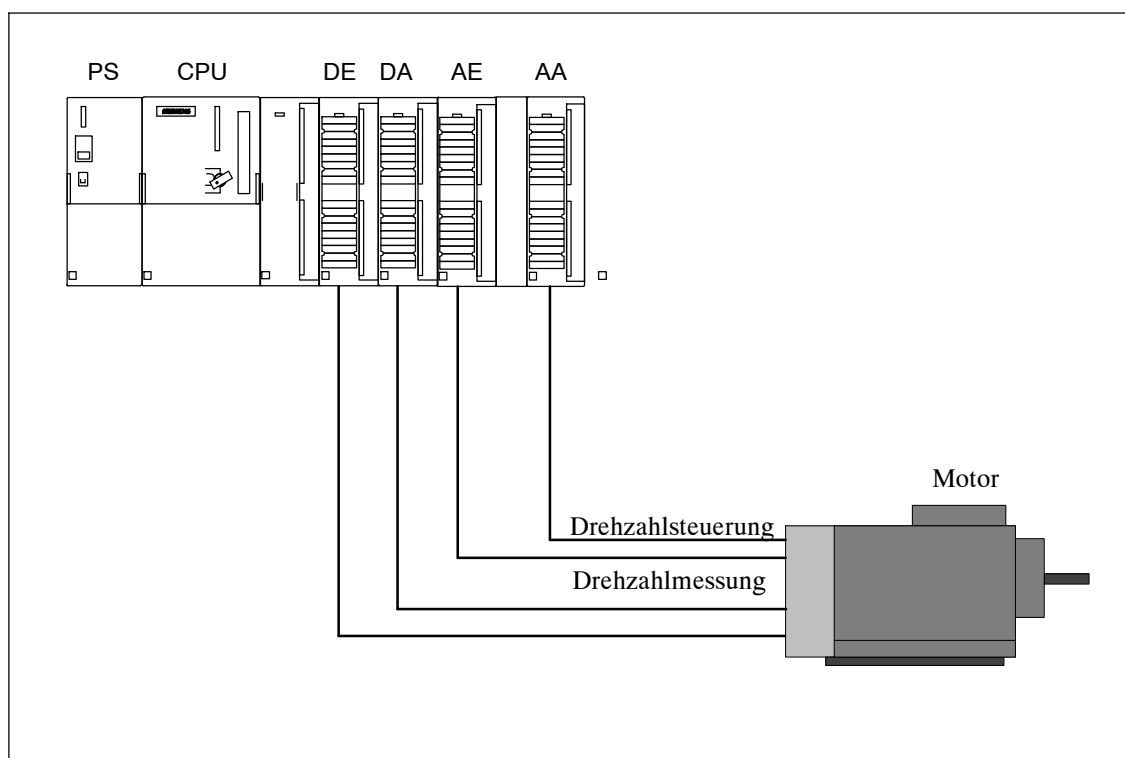 PS CPU DE DA AE AA
Motor
Drehzahlsteuerung
Drehzahlmessung